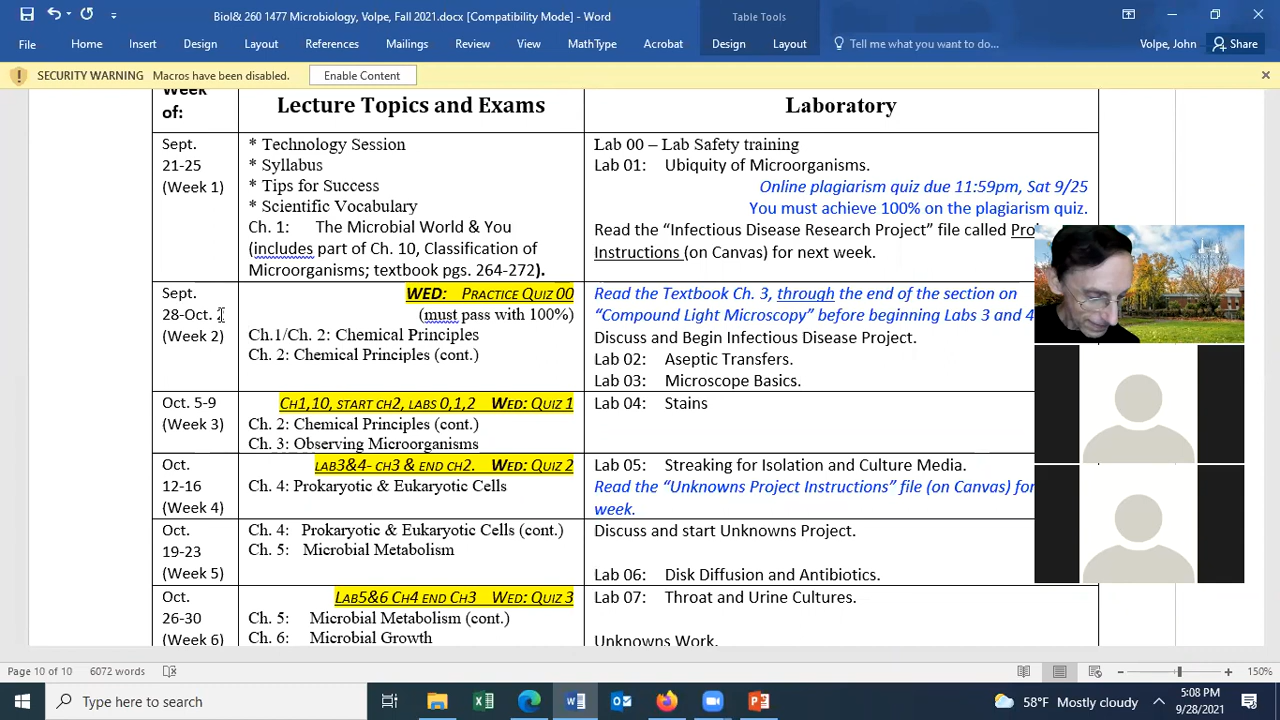 Biol& 260 1477 Microbiology, Volpe, Fall 2021.docx [Compatibility Mode] - Word
Table Tools
File Home Insert Design Layout References Mailings Review View MathType Acrobat Design Layout Tell me what you want to do... Volpe, John Share
SECURITY WARNING Macros have been disabled. Enable Content
Week
of:
Lecture Topics and Exams
Laboratory
Sept.
21-25
(Week 1)
* Technology Session
* Syllabus
* Tips for Success
* Scientific Vocabulary
Ch. 1: The Microbial World & You
(includes part of Ch. 10, Classification of
Microorganisms; textbook pgs. 264-272).
Lab 00 – Lab Safety training
Lab 01: Ubiquity of Microorganisms.
Online plagiarism quiz due 11:59pm, Sat 9/25
You must achieve 100% on the plagiarism quiz.
Read the “Infectious Disease Research Project” file called Pro
Instructions (on Canvas) for next week.
Sept.
28-Oct.
(Week 2)
WED: PRACTICE QUIZ 00
(must pass with 100%)
Ch.1/Ch. 2: Chemical Principles
Ch. 2: Chemical Principles (cont.)
Read the Textbook Ch. 3, through the end of the section on
“Compound Light Microscopy” before beginning Labs 3 and 4
Discuss and Begin Infectious Disease Project.
Lab 02: Aseptic Transfers.
Lab 03: Microscope Basics.
Oct. 5-9
(Week 3)
CH1,10, START CH2, LABS 0,1,2 WED: QUIZ 1
Ch. 2: Chemical Principles (cont.)
Ch. 3: Observing Microorganisms
Lab 04: Stains
Oct.
12-16
(Week 4)
LAB3&4- CH3 & END CH2. WED: QUIZ 2
Ch. 4: Prokaryotic & Eukaryotic Cells
Lab 05: Streaking for Isolation and Culture Media.
Read the “Unknowns Project Instructions” file (on Canvas) for
week.
Oct.
19-23
(Week 5)
Ch. 4: Prokaryotic & Eukaryotic Cells (cont.)
Ch. 5: Microbial Metabolism
Discuss and start Unknowns Project.
Lab 06: Disk Diffusion and Antibiotics.
Oct.
26-30
(Week 6)
LAB5&6 CH4 END CH3 WED: QUIZ 3
Ch. 5: Microbial Metabolism (cont.)
Ch. 6: Microbial Growth
Lab 07: Throat and Urine Cultures.
Unknowns Work.
Page 10 of 10 6072 words 150%
Type here to search
58°F Mostly cloudy
5:08 PM
9/28/2021